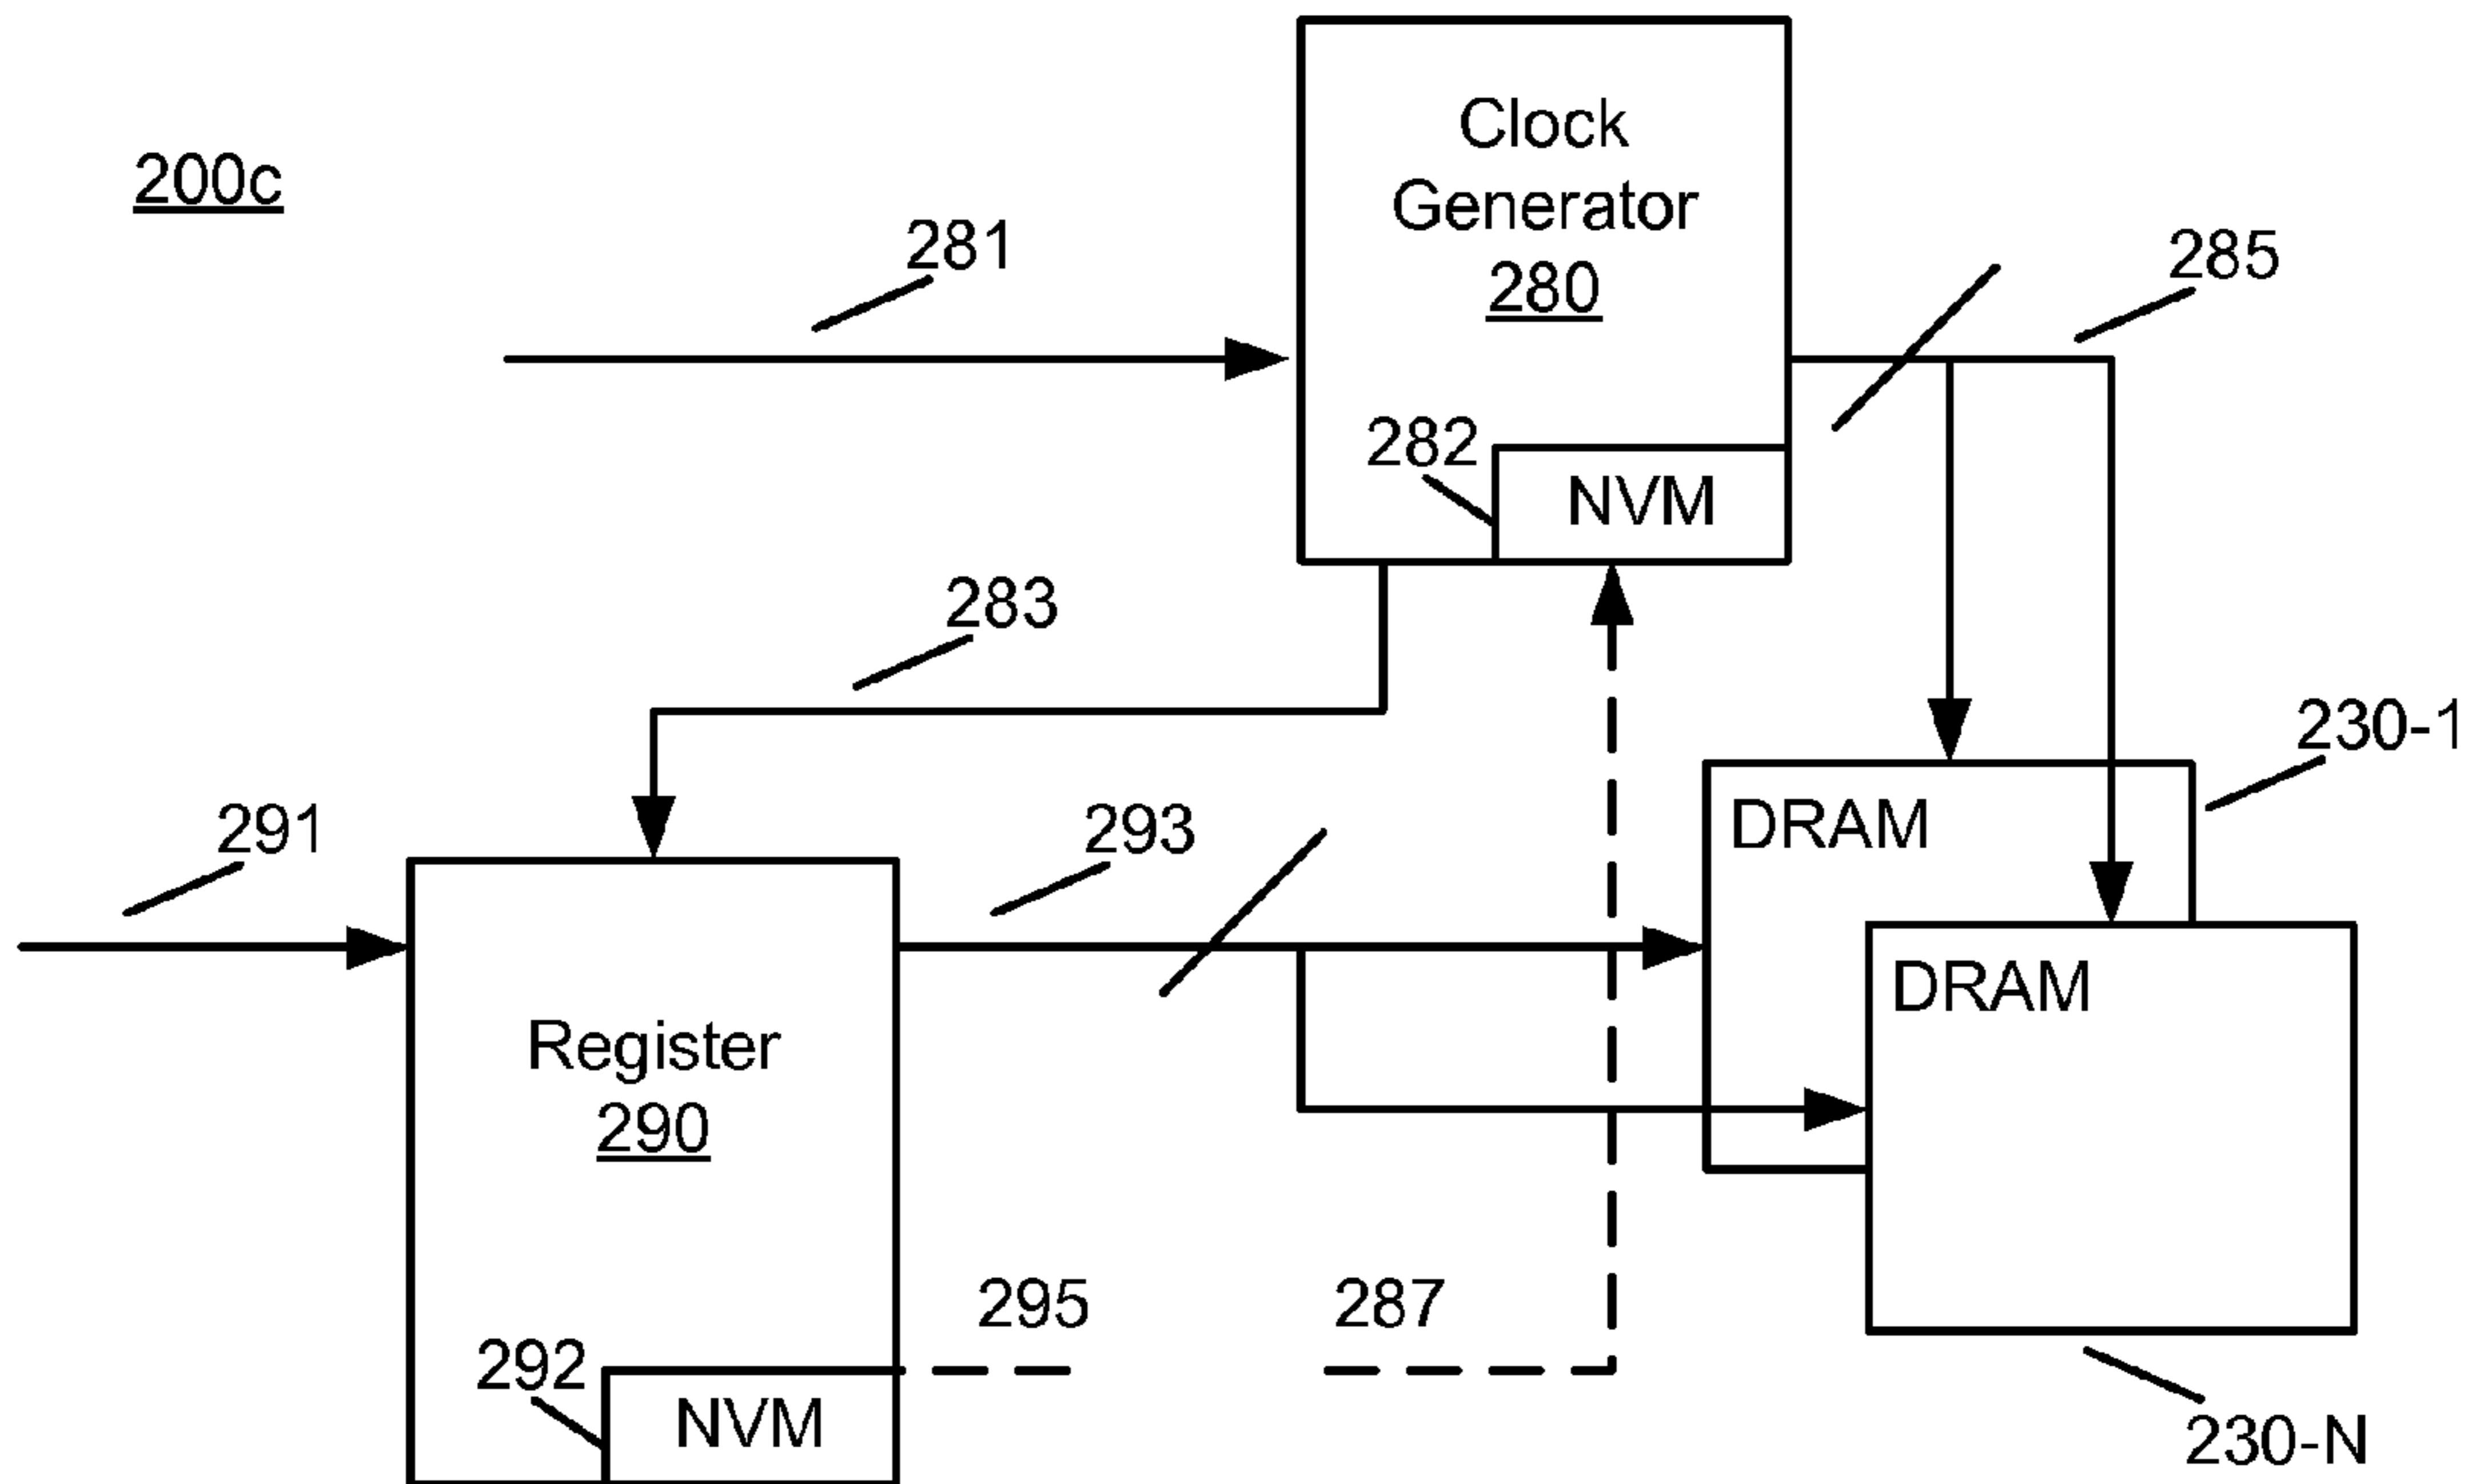 200c
Clock
Generator
280
281
285
282
NVM
283
230-1
291
293
DRAM
DRAM
Register
290
295
287
292
NVM
230-N